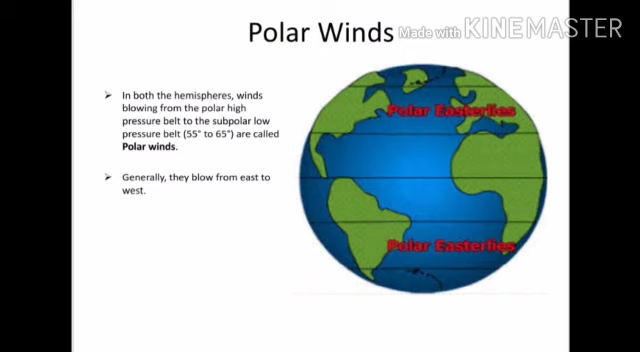 Polar Winds
Made with KINEMASTER
➢ In both the hemispheres, winds
blowing from the polar high
pressure belt to the subpolar low
pressure belt (55° to 65°) are called
Polar winds.
➢ Generally, they blow from east to
west.
Polar Easterlies
Polar Easterlies